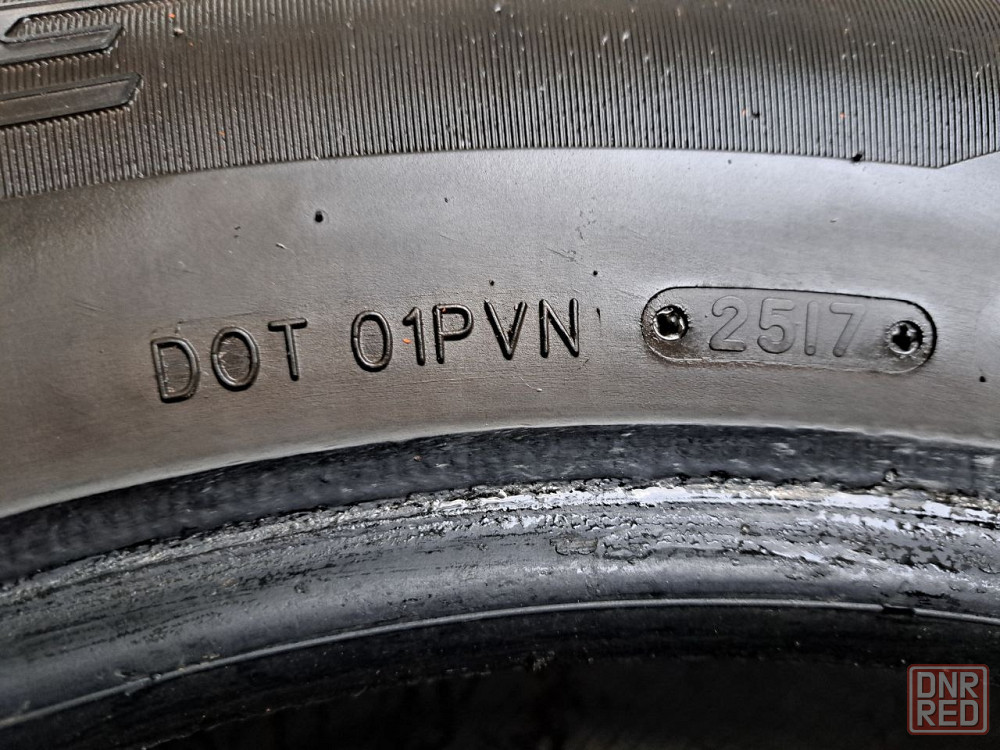 DOT 01PVN 2517
DNR
RED